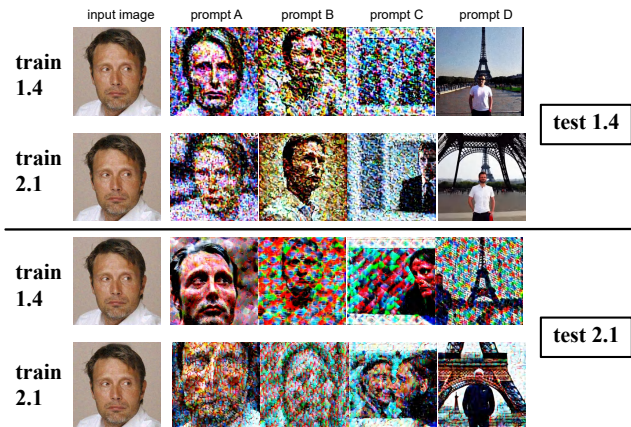 input image prompt A prompt B prompt C prompt D
train
1.4
test 1.4
train
2.1
train
1.4
test 2.1
train
2.1